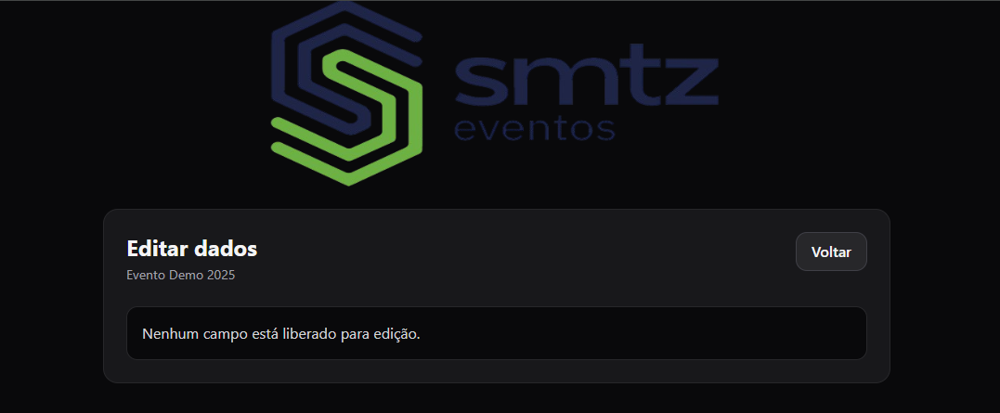 smtz
eventos
Editar dados
Voltar
Evento Demo 2025
Nenhum campo está liberado para edição.